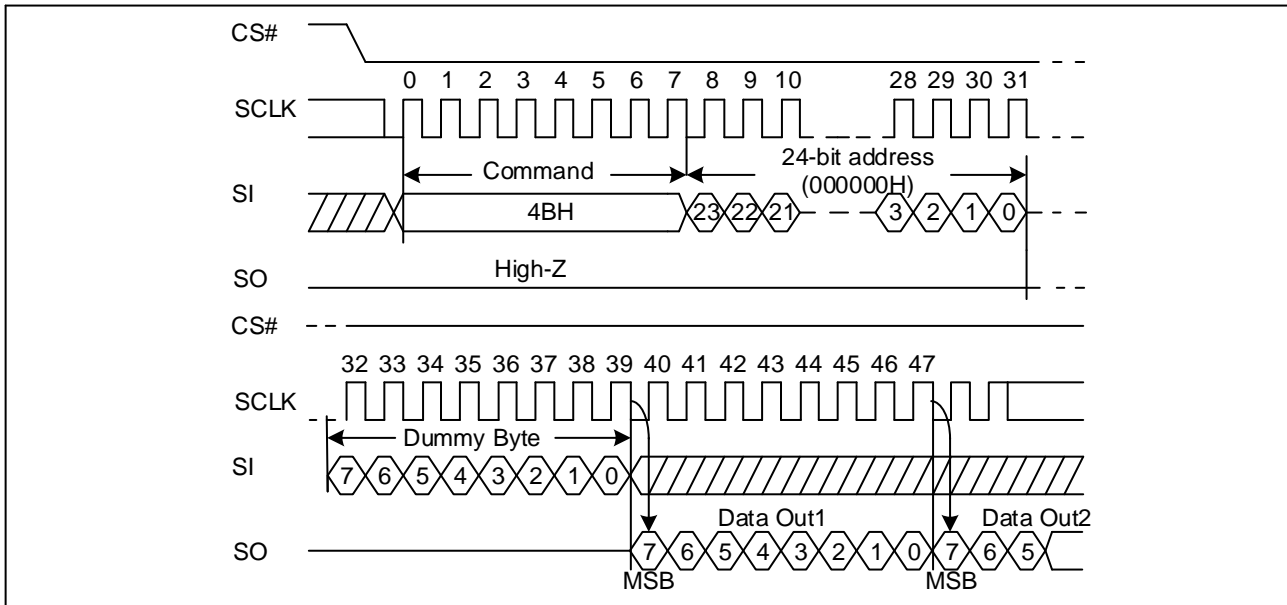 CS#
0 1 2 3 4 5 6 7 8 9 10 28 29 30 31
SCLK
Command
24-bit address
(000000H)
SI
4BH
23 22 21 3 2 1 0
SO
High-Z
CS#
32 33 34 35 36 37 38 39 40 41 42 43 44 45 46 47
SCLK
Dummy Byte
SI
7 6 5 4 3 2 1 0
Data Out1
Data Out2
SO
7 6 5 4 3 2 1 0 7 6 5
MSB
MSB